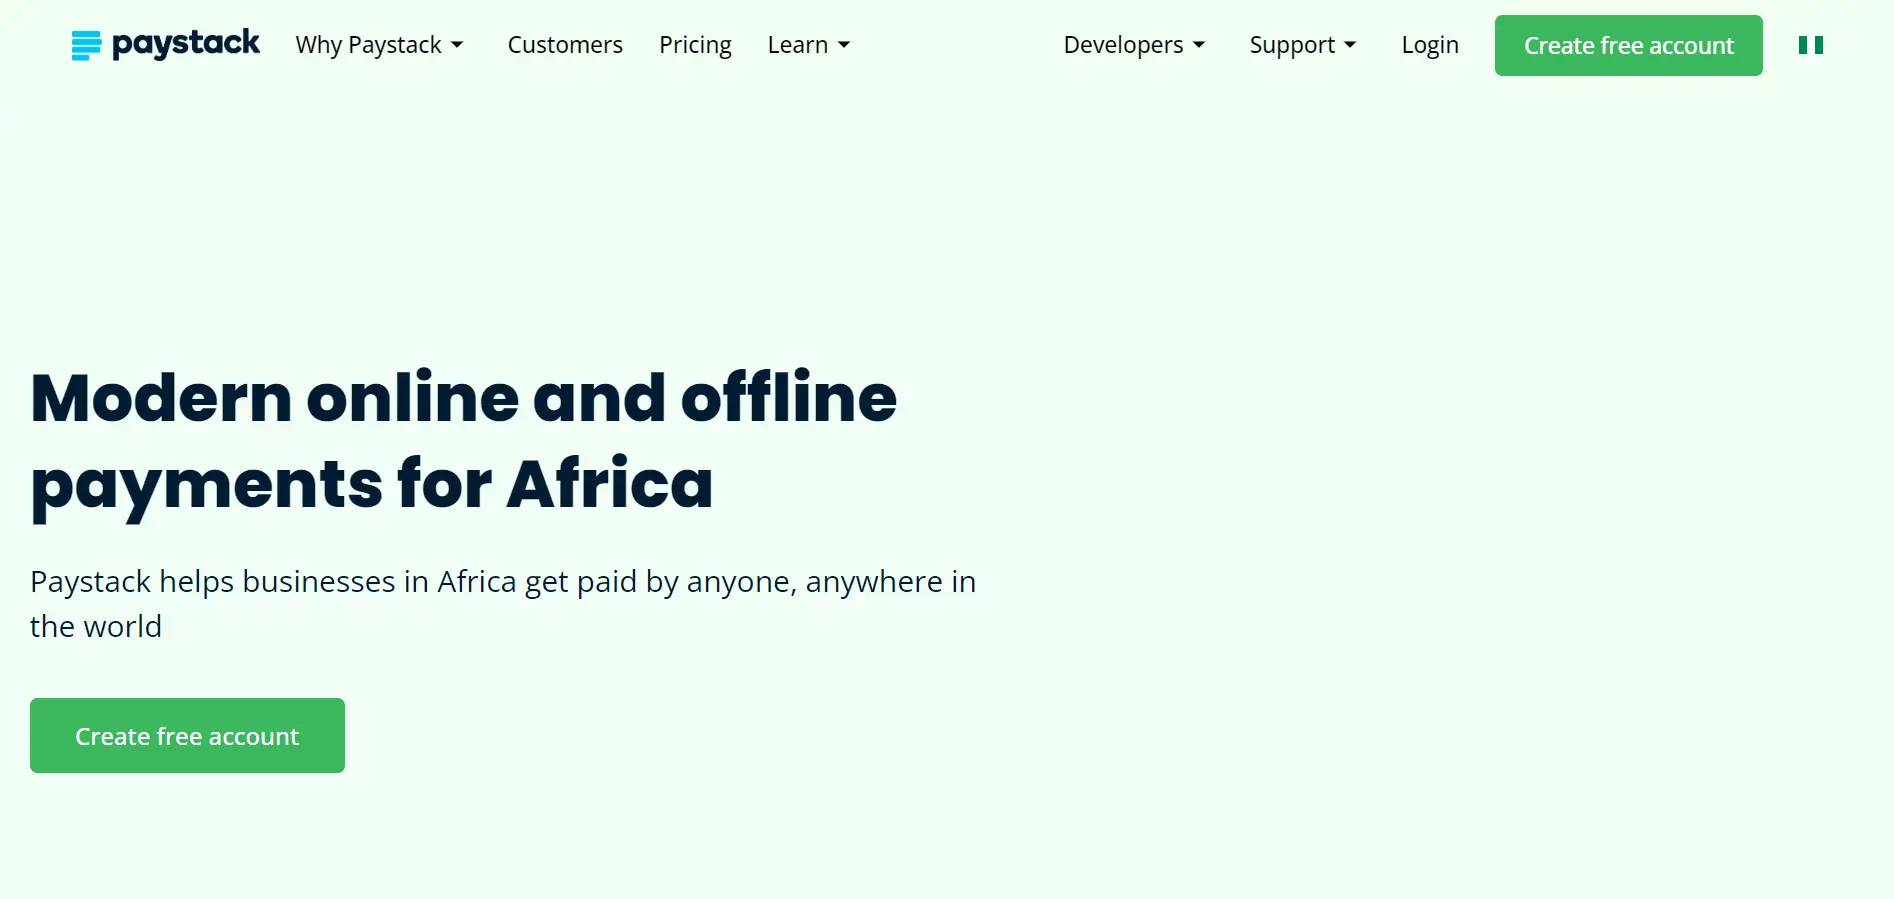 paystack
Why Paystack
Customers
Pricing
Learn
Developers
Support
Login
Create free account
Modern online and offline
payments for Africa
Paystack helps businesses in Africa get paid by anyone, anywhere in
the world
Create free account